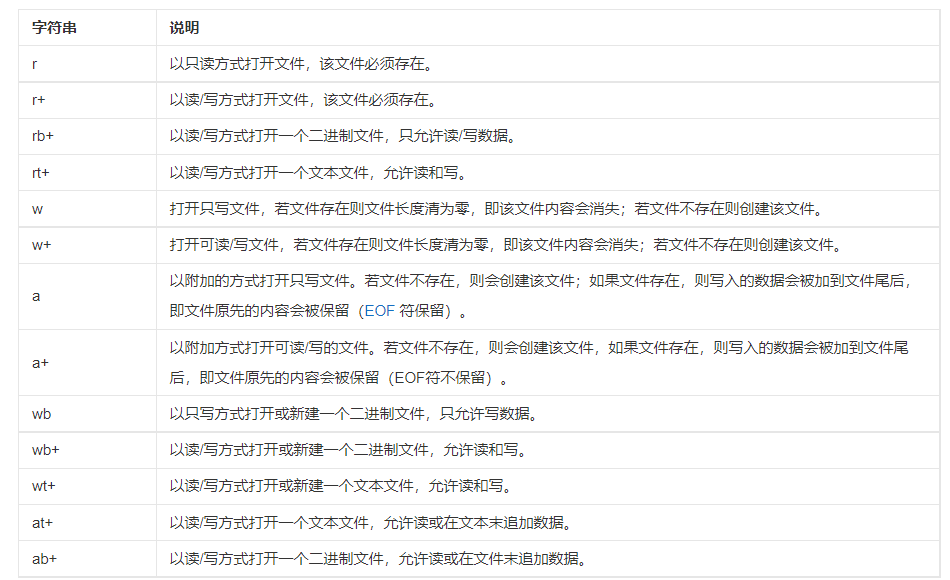 字符串 说明
r 以只读方式打开文件，该文件必须存在。
r+ 以读/写方式打开文件，该文件必须存在。
rb+ 以读/写方式打开一个二进制文件，只允许读/写数据。
rt+ 以读/写方式打开一个文本文件，允许读和写。
w 打开只写文件，若文件存在则文件长度清为零，即该文件内容会消失；若文件不存在则创建该文件。
w+ 打开可读/写文件，若文件存在则文件长度清为零，即该文件内容会消失；若文件不存在则创建该文件。
a 以附加的方式打开只写文件。若文件不存在，则会创建该文件；如果文件存在，则写入的数据会被加到文件尾后，
即文件原先的内容会被保留（EOF 符保留）。
a+ 以附加方式打开可读/写的文件。若文件不存在，则会创建该文件，如果文件存在，则写入的数据会被加到文件尾
后，即文件原先的内容会被保留（EOF符不保留）。
wb 以只写方式打开或新建一个二进制文件，只允许写数据。
wb+ 以读/写方式打开或新建一个二进制文件，允许读和写。
wt+ 以读/写方式打开或新建一个文本文件，允许读和写。
at+ 以读/写方式打开一个文本文件，允许读或在文本末追加数据。
ab+ 以读/写方式打开一个二进制文件，允许读或在文件末追加数据。